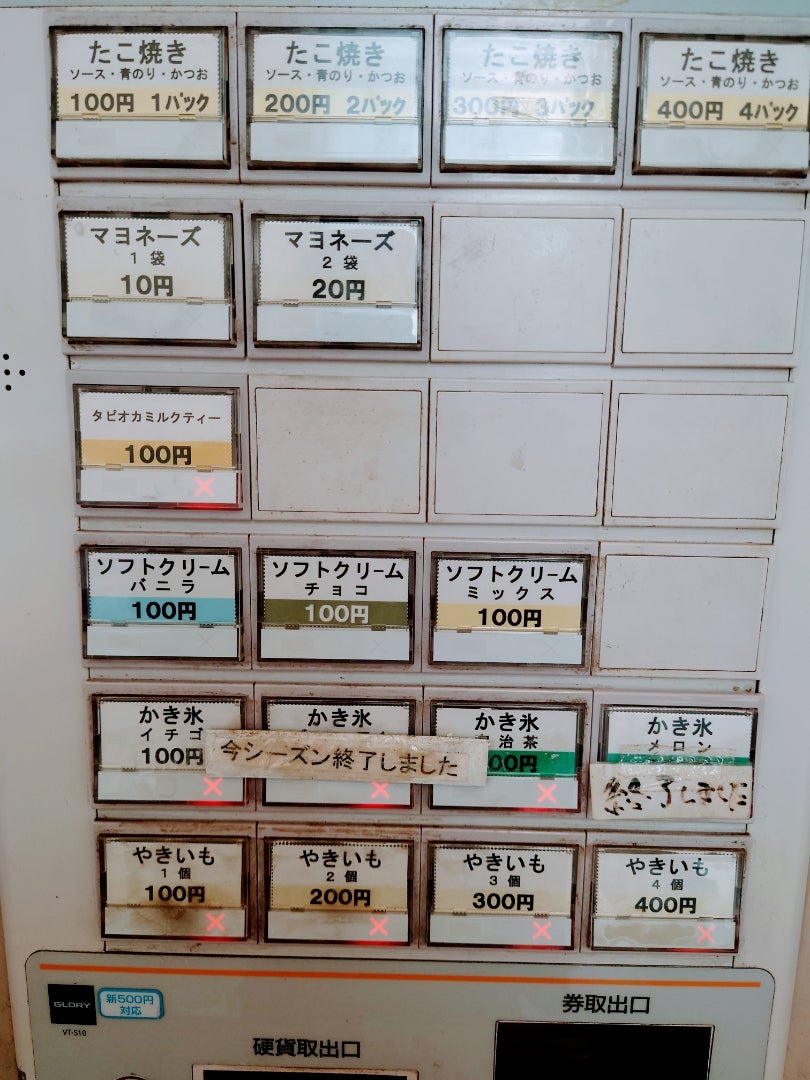 たこ焼き
ソース・青のり・かつお
100円 1パック
たこ焼き
ソース・青のり・かつお
200円 2パック
たこ焼き
ソース・青のり・かつお
300円 3パック
たこ焼き
ソース・青のり・かつお
400円 4パック
マヨネーズ
1袋
10円
マヨネーズ
2袋
20円
タピオカミルクティー
100円
ソフトクリーム
バニラ
100円
ソフトクリーム
チョコ
100円
ソフトクリーム
ミックス
100円
かき氷
イチゴ
100円
かき氷
かき氷
治茶
00円
かき氷
メロン
今シーズン終了しました
終了しました
やきいも
1個
100円
やきいも
2個
200円
やきいも
3個
300円
やきいも
4個
400円
GLORY
VT-S10
新500円
対応
硬貨取出口
券取出口